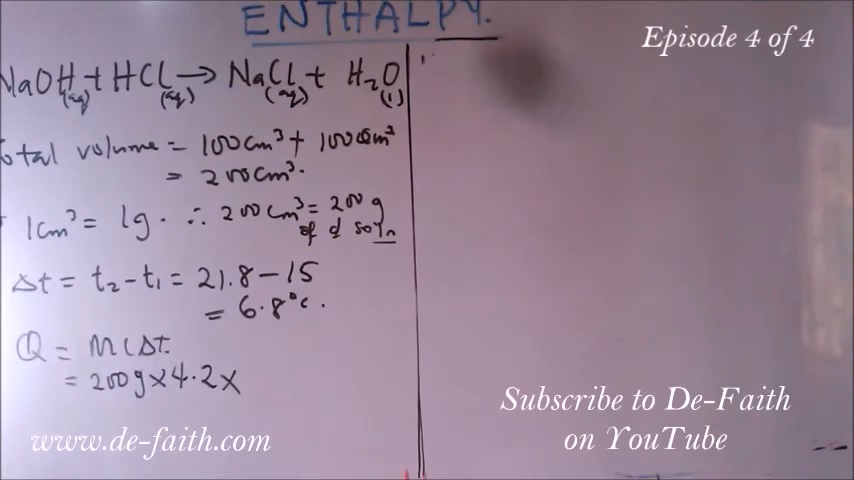 ENTHALPY.
Episode 4 of 4
NaOH(aq) + HCl(aq) → NaCl(aq) + H₂O(l)
Total volume = 100cm³ + 100cm³
= 200cm³.
1cm³ = 1g. ∴ 200cm³ = 200g
of d soln
Δt = t₂ - t₁ = 21.8 - 15
= 6.8°c.
Q = MCΔt.
= 200g x 4.2 x
Subscribe to De-Faith
on YouTube
www.de-faith.com